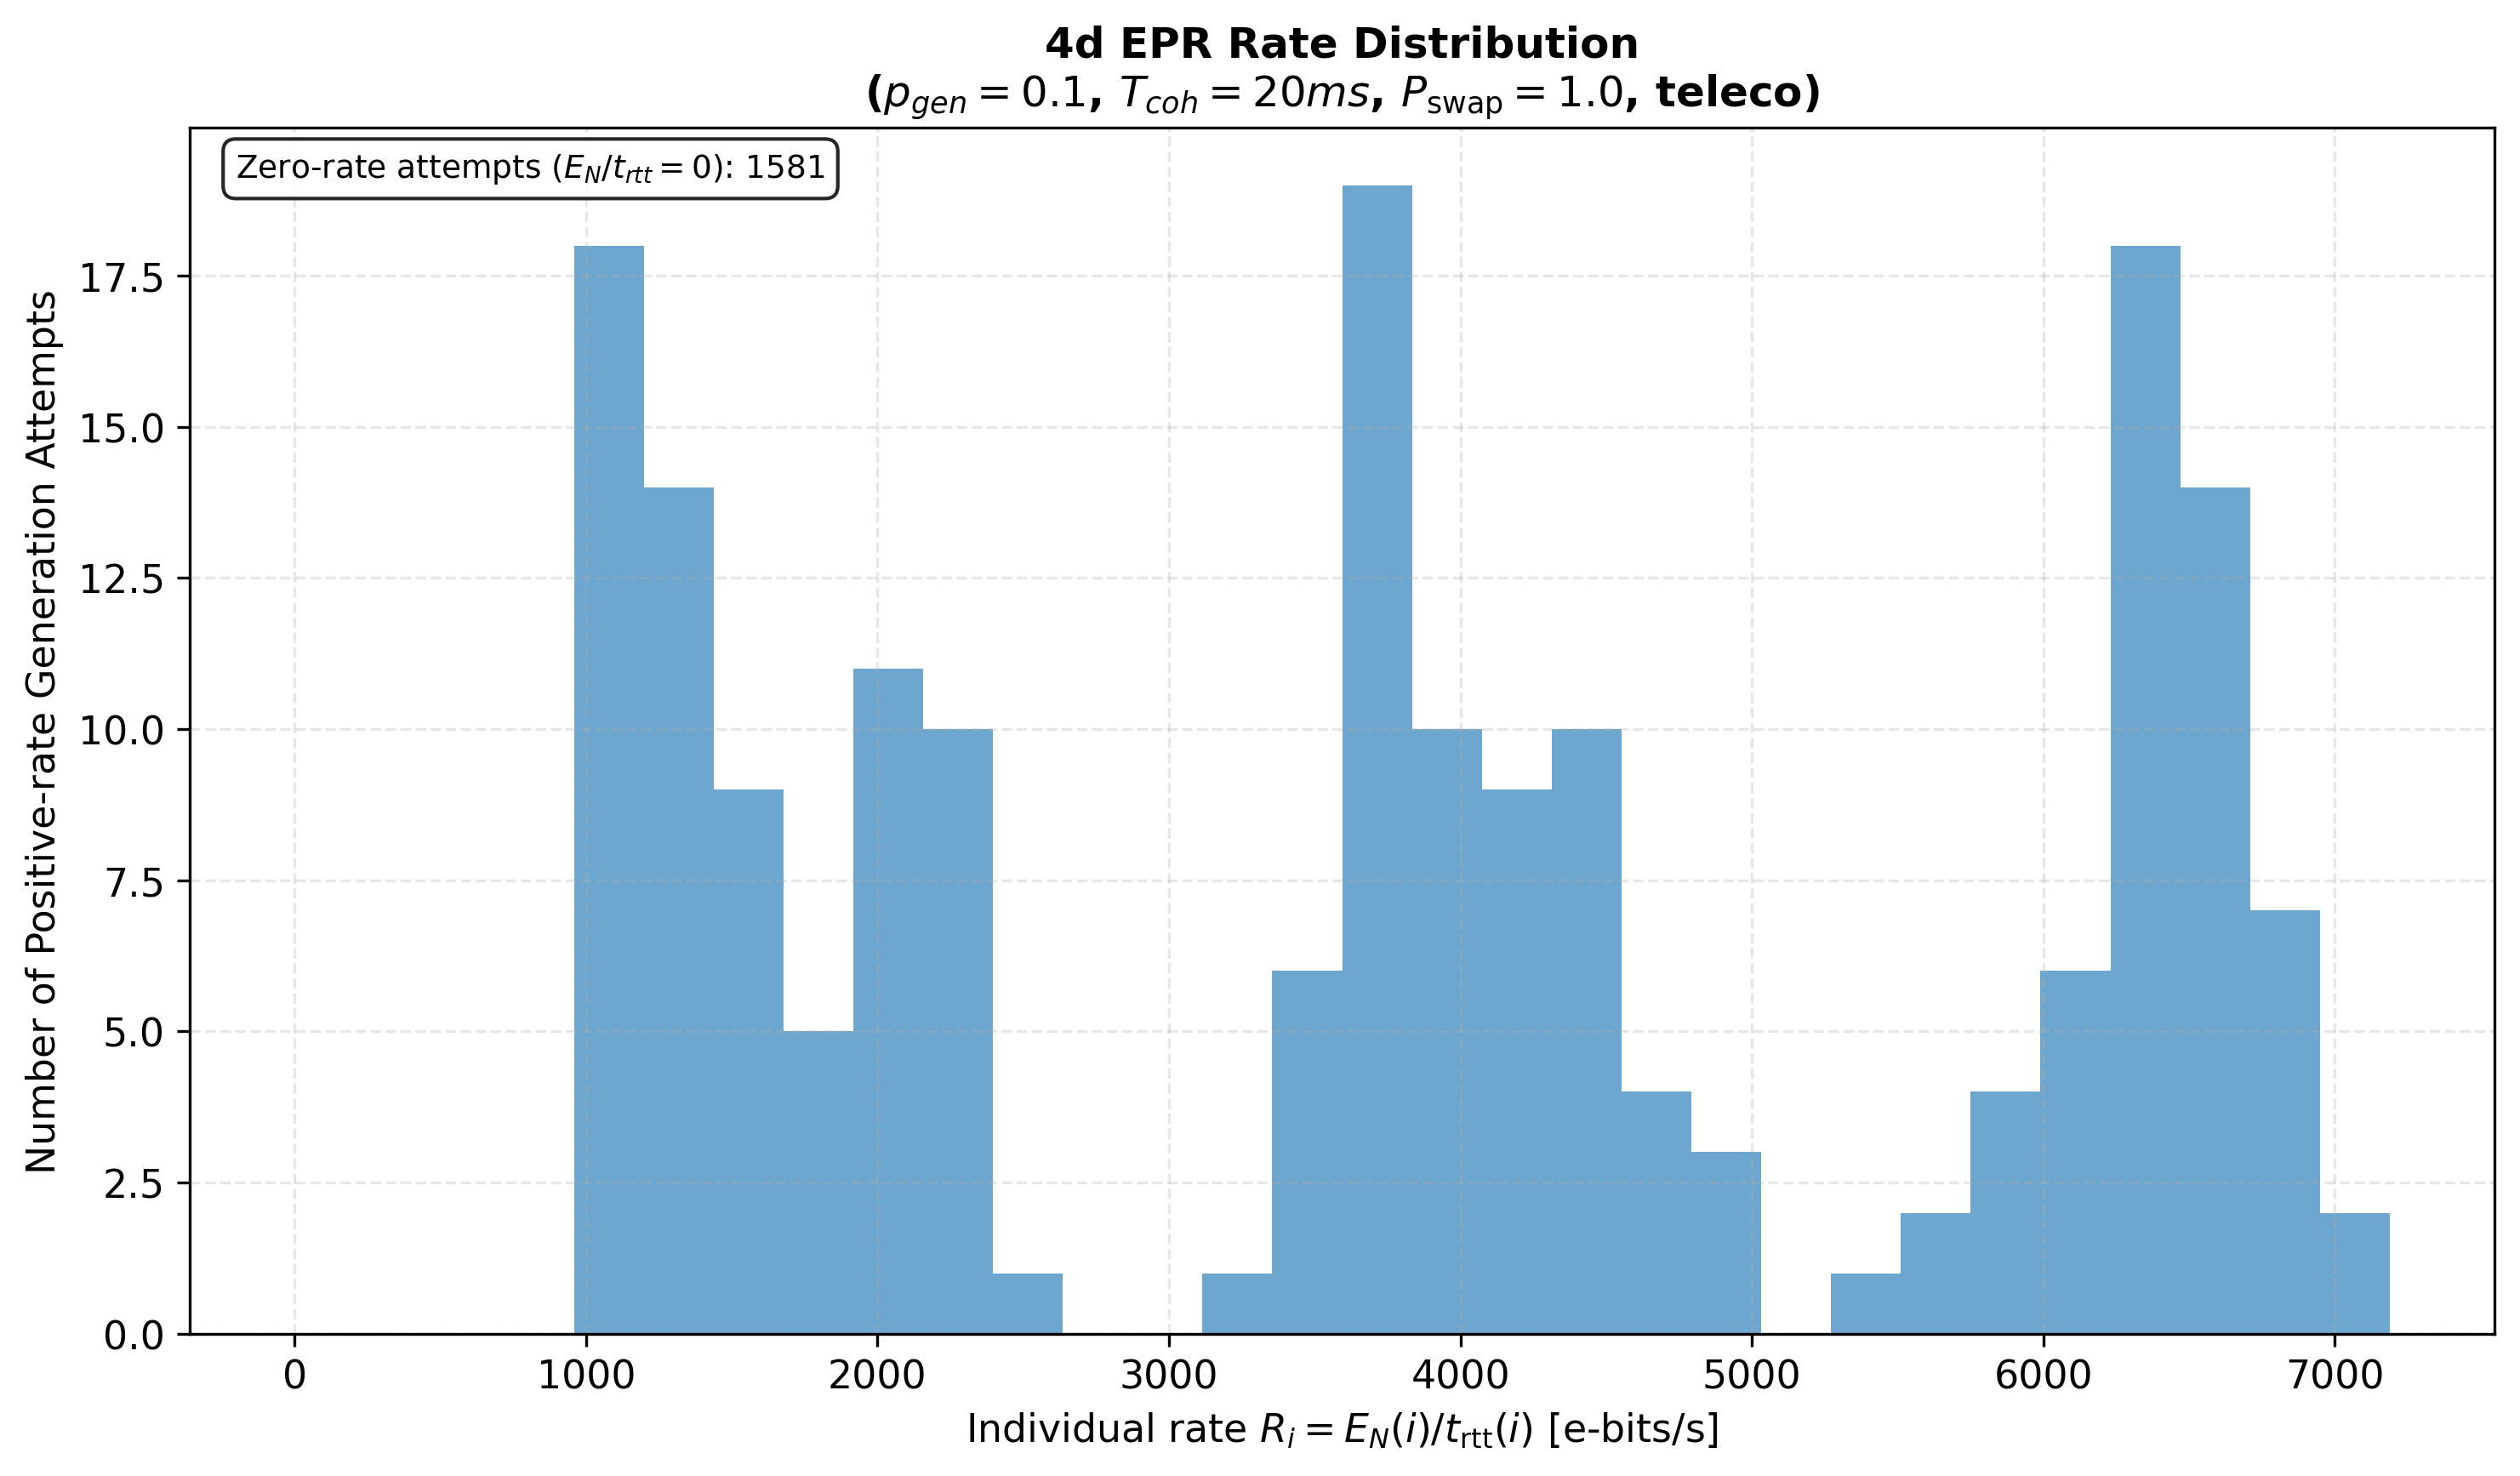 4d EPR Rate Distribution
(p_gen = 0.1, T_coh = 20ms, P_swap = 1.0, teleco)
Zero-rate attempts (E_N/t_rtt = 0): 1581
Number of Positive-rate Generation Attempts
17.5
15.0
12.5
10.0
7.5
5.0
2.5
0.0
0 1000 2000 3000 4000 5000 6000 7000
Individual rate R_i = E_N(i)/t_rtt(i) [e-bits/s]